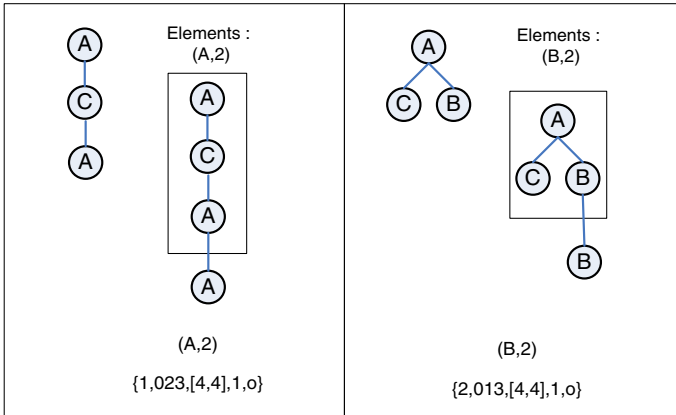 A
C
A
Elements :
(A,2)
A
C
A
A
(A,2)
{1,023,[4,4],1,o}
A
C B
Elements :
(B,2)
A
C B
B
(B,2)
{2,013,[4,4],1,o}